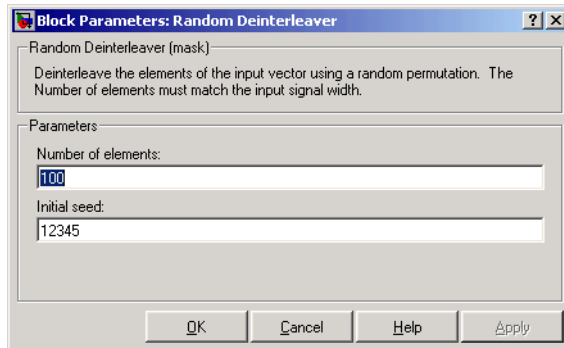 Block Parameters: Random Deinterleaver
Random Deinterleaver (mask)
Deinterleave the elements of the input vector using a random permutation. The
Number of elements must match the input signal width.
Parameters
Number of elements:
100
Initial seed:
12345
OK Cancel Help Apply